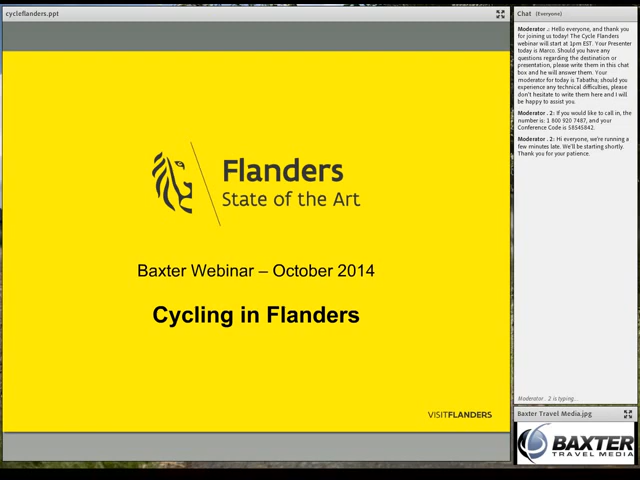 cycleflanders.ppt
Flanders
State of the Art
Baxter Webinar – October 2014
Cycling in Flanders
VISITFLANDERS
Chat (Everyone)
Moderator .: Hello everyone, and thank you
for joining us today! The Cycle Flanders
webinar will start at 1pm EST. Your Presenter
today is Marco. Should you have any
questions regarding the destination or
presentation, please write them in this chat
box and he will answer them. Your
moderator for today is Tabatha; should you
experience any technical difficulties, please
don't hesitate to write them here and I will
be happy to assist you.
Moderator . 2: If you would like to call in, the
number is: 1 800 920 7487, and your
Conference Code is 58545842.
Moderator . 2: Hi everyone, we're running a
few minutes late. We'll be starting shortly.
Thank you for your patience.
Moderator . 2 is typing...
Baxter Travel Media.jpg
BAXTER
TRAVEL MEDIA